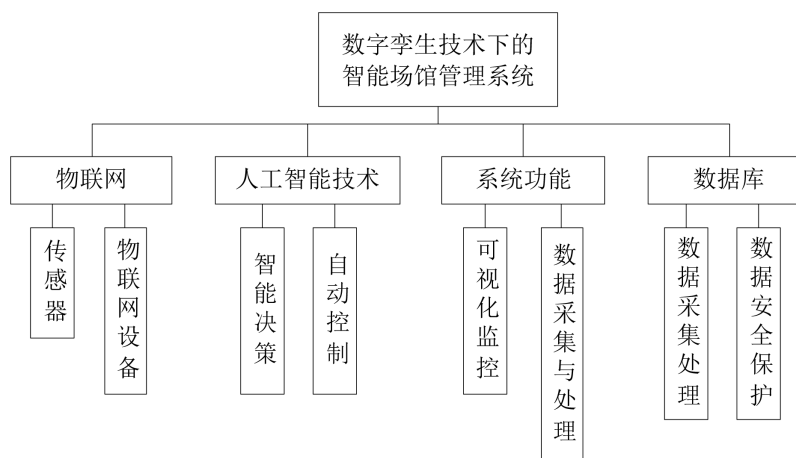 数字孪生技术下的
智能场馆管理系统
物联网
人工智能技术
系统功能
数据库
传感器
物联网设备
智能决策
自动控制
可视化监控
数据采集与处理
数据采集处理
数据安全保护